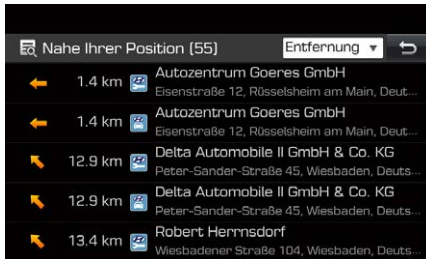 Nahe Ihrer Position (55) Entfernung
1.4 km Autozentrum Goeres GmbH
Eisenstraße 12, Rüsselsheim am Main, Deut...
1.4 km Autozentrum Goeres GmbH
Eisenstraße 12, Rüsselsheim am Main, Deut...
12.9 km Delta Automobile II GmbH & Co. KG
Peter-Sander-Straße 45, Wiesbaden, Deuts...
12.9 km Delta Automobile II GmbH & Co. KG
Peter-Sander-Straße 45, Wiesbaden, Deuts...
13.4 km Robert Herrnsdorf
Wiesbadener Straße 104, Wiesbaden, Deuts...